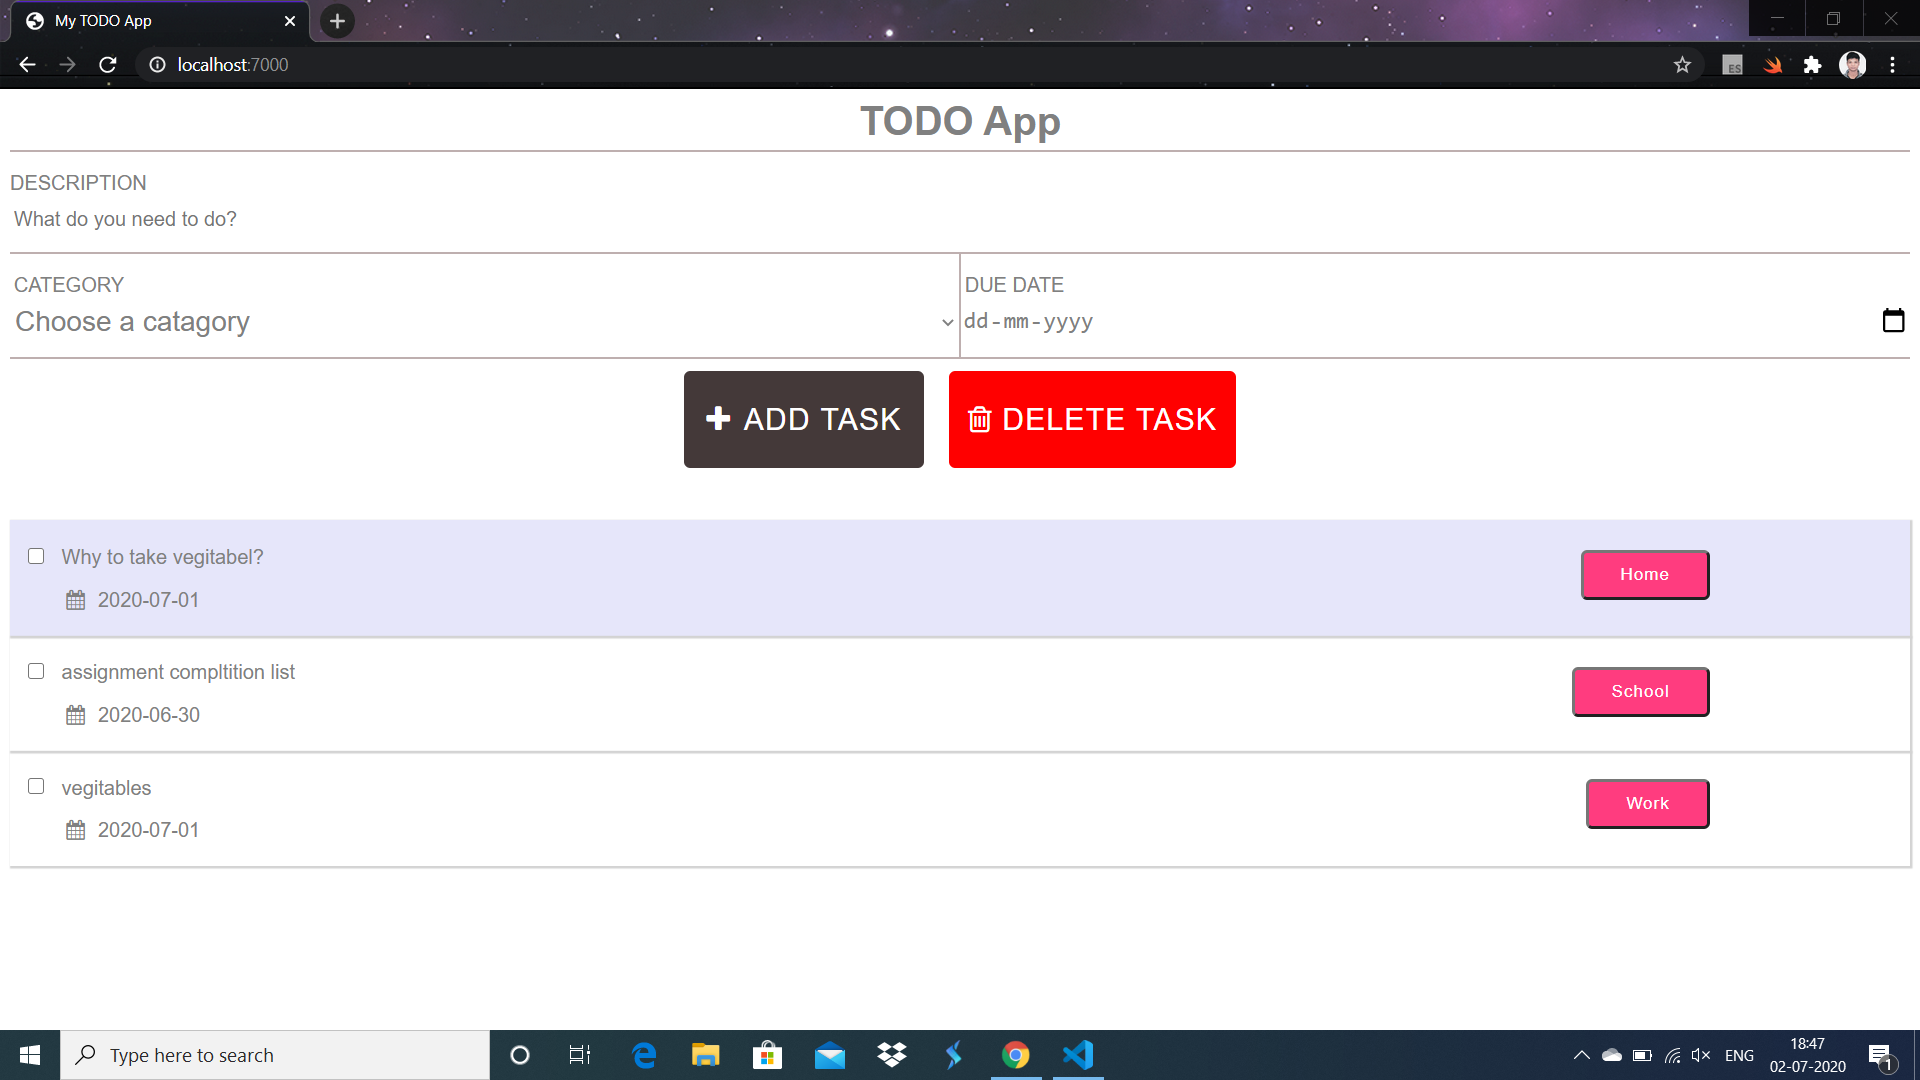 My TODO App
localhost:7000
ES
TODO App
DESCRIPTION
What do you need to do?
CATEGORY
Choose a catagory
DUE DATE
dd-mm-yyyy
ADD TASK
DELETE TASK
Why to take vegitabel?
2020-07-01
Home
assignment compltition list
2020-06-30
School
vegitables
2020-07-01
Work
Type here to search
ENG
18:47
02-07-2020
1